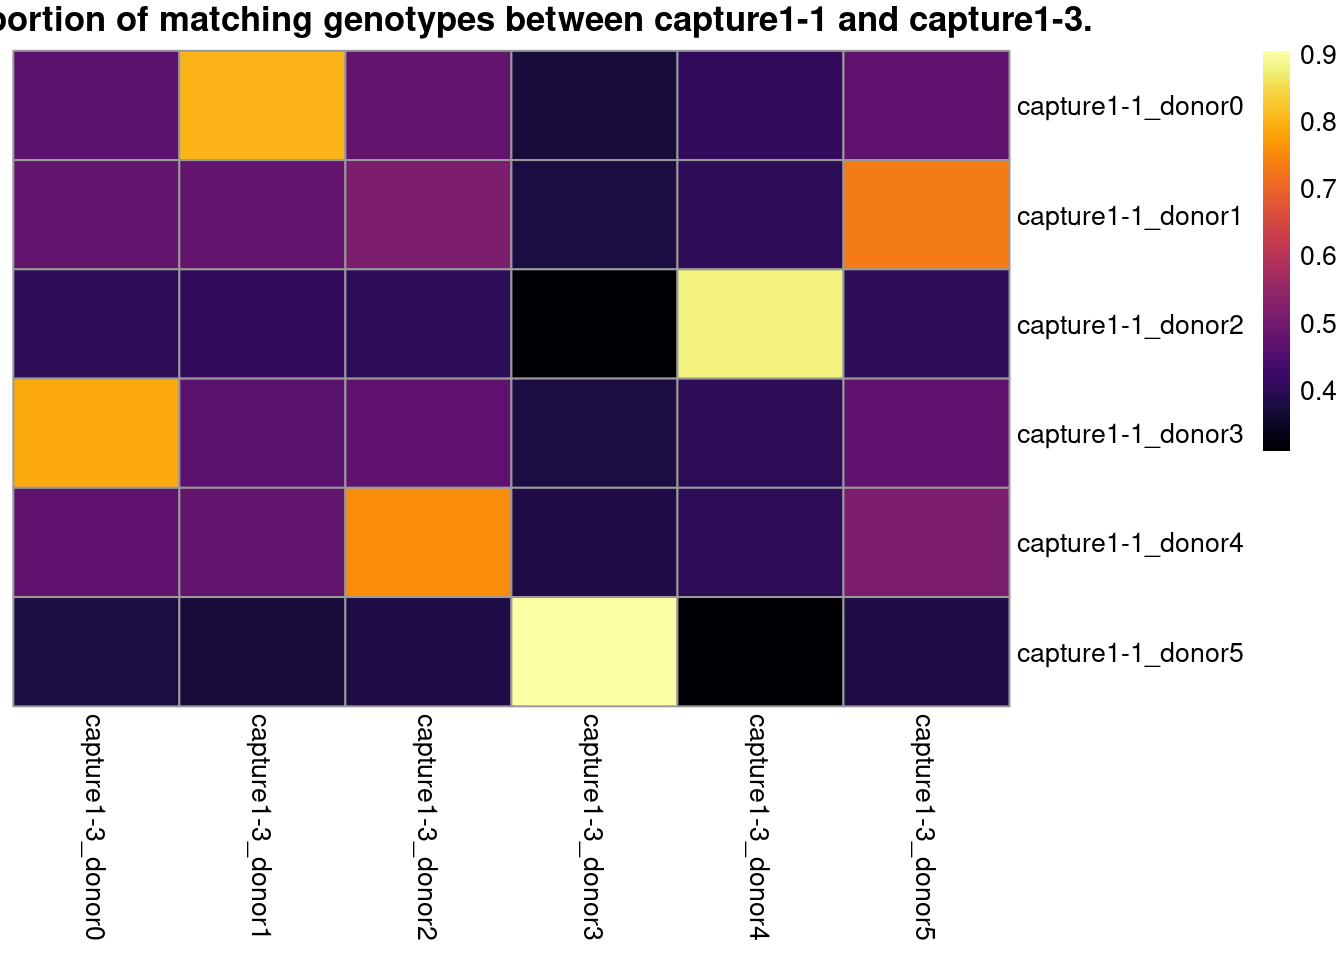 portion of matching genotypes between capture1-1 and capture1-3.
0.9
capture1-1_donor0
0.8
0.7
capture1-1_donor1
0.6
capture1-1_donor2
0.5
0.4
capture1-1_donor3
capture1-1_donor4
capture1-1_donor5
capture1-3_donor0
capture1-3_donor1
capture1-3_donor2
capture1-3_donor3
capture1-3_donor4
capture1-3_donor5